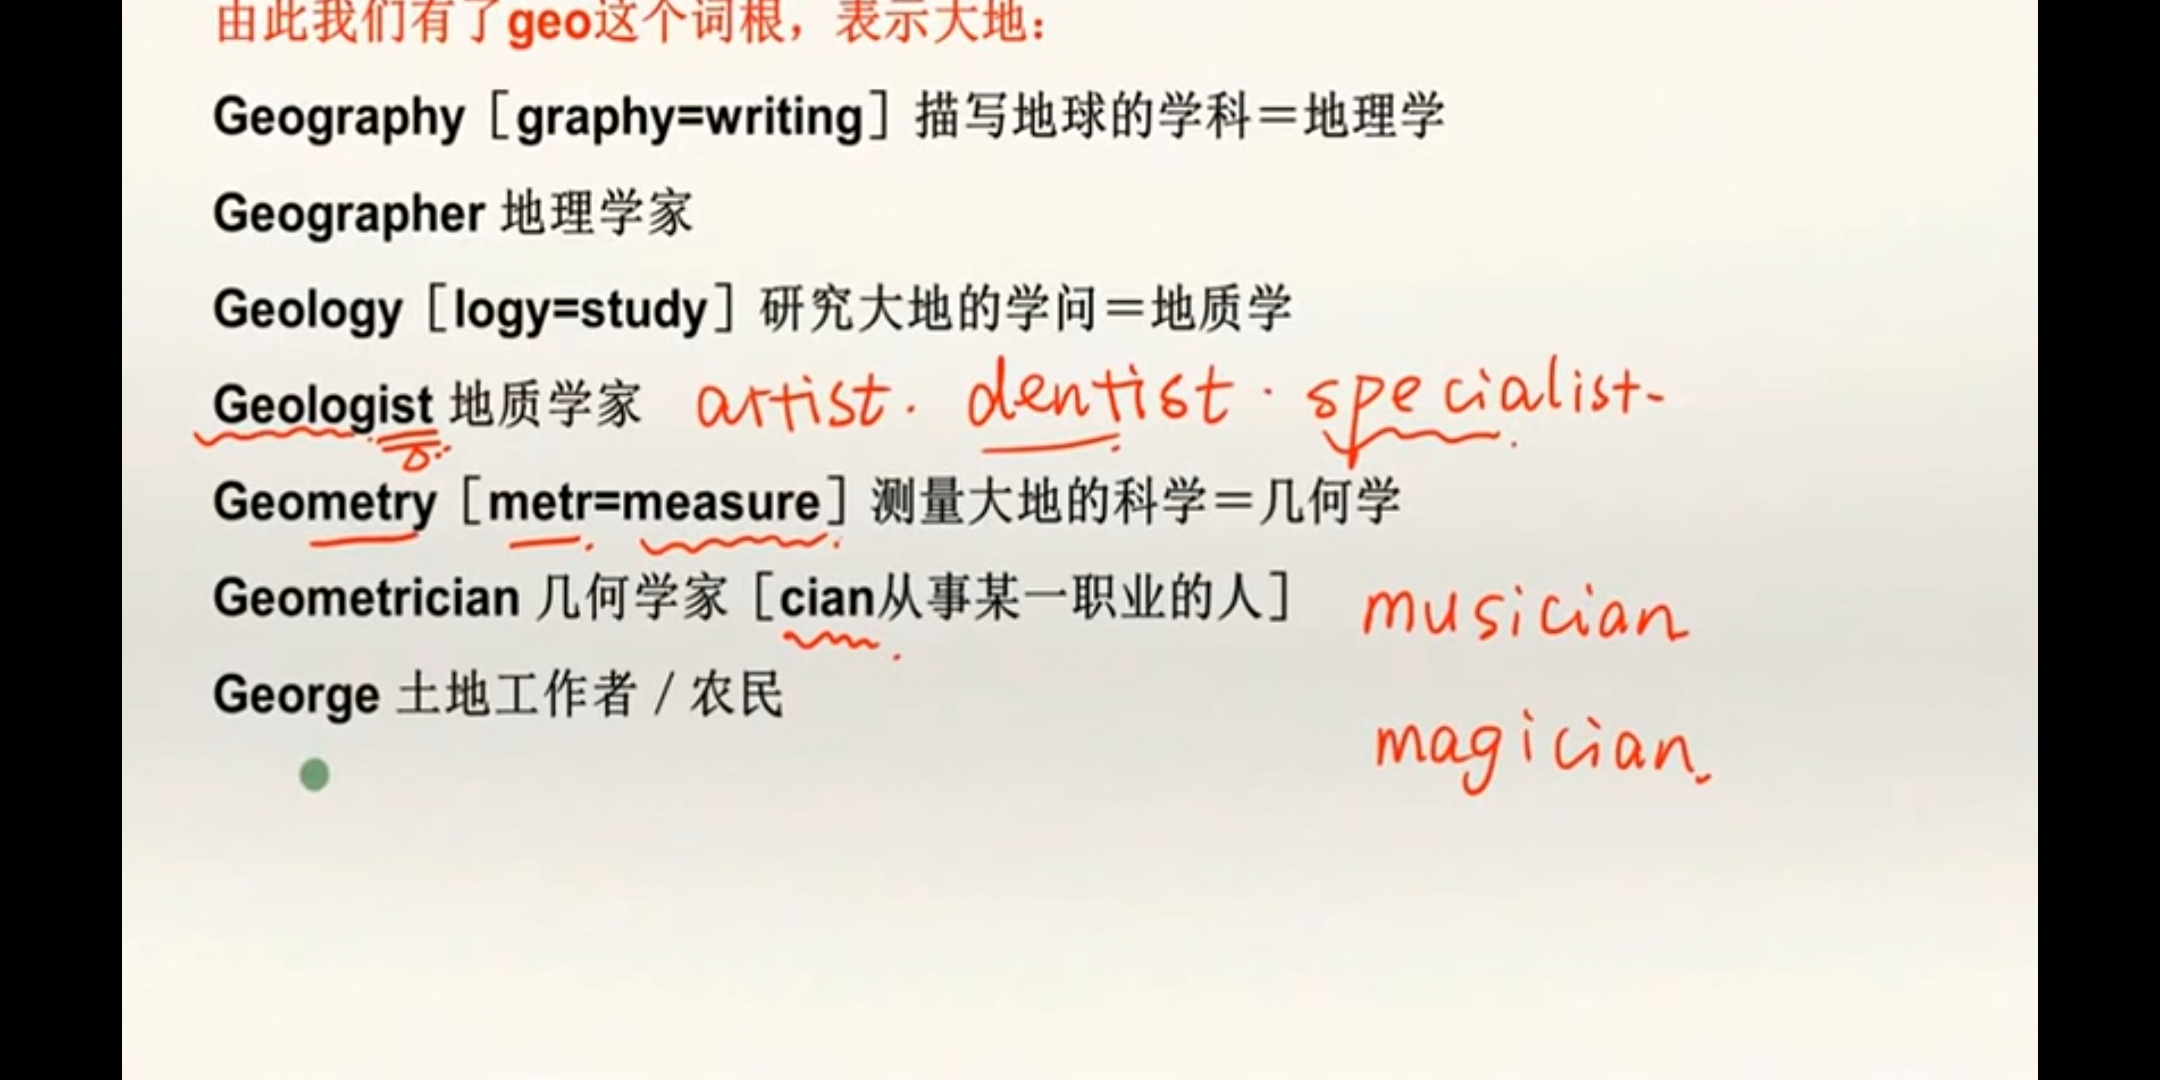 由此我们有了geo这个词根，表示大地：
Geography［graphy=writing］描写地球的学科＝地理学
Geographer 地理学家
Geology［logy=study］研究大地的学问＝地质学
Geologist 地质学家 artist. dentist. specialist-
Geometry［metr=measure］测量大地的科学＝几何学
Geometrician 几何学家［cian从事某一职业的人］ musician
George 土地工作者 / 农民
magician.